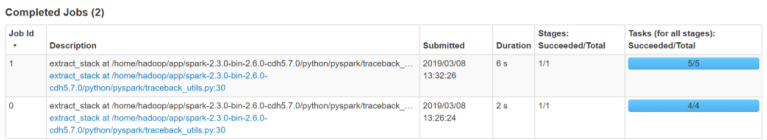 Completed Jobs (2)
Job Id ▾ Description Submitted Duration Stages: Succeeded/Total Tasks (for all stages): Succeeded/Total
1 extract_stack at /home/hadoop/app/spark-2.3.0-bin-2.6.0-cdh5.7.0/python/pyspark/traceback_... 2019/03/08 6 s 1/1 5/5
extract_stack at /home/hadoop/app/spark-2.3.0-bin-2.6.0- 13:32:26
cdh5.7.0/python/pyspark/traceback_utils.py:30
0 extract_stack at /home/hadoop/app/spark-2.3.0-bin-2.6.0-cdh5.7.0/python/pyspark/traceback_... 2019/03/08 2 s 1/1 4/4
extract_stack at /home/hadoop/app/spark-2.3.0-bin-2.6.0- 13:26:24
cdh5.7.0/python/pyspark/traceback_utils.py:30